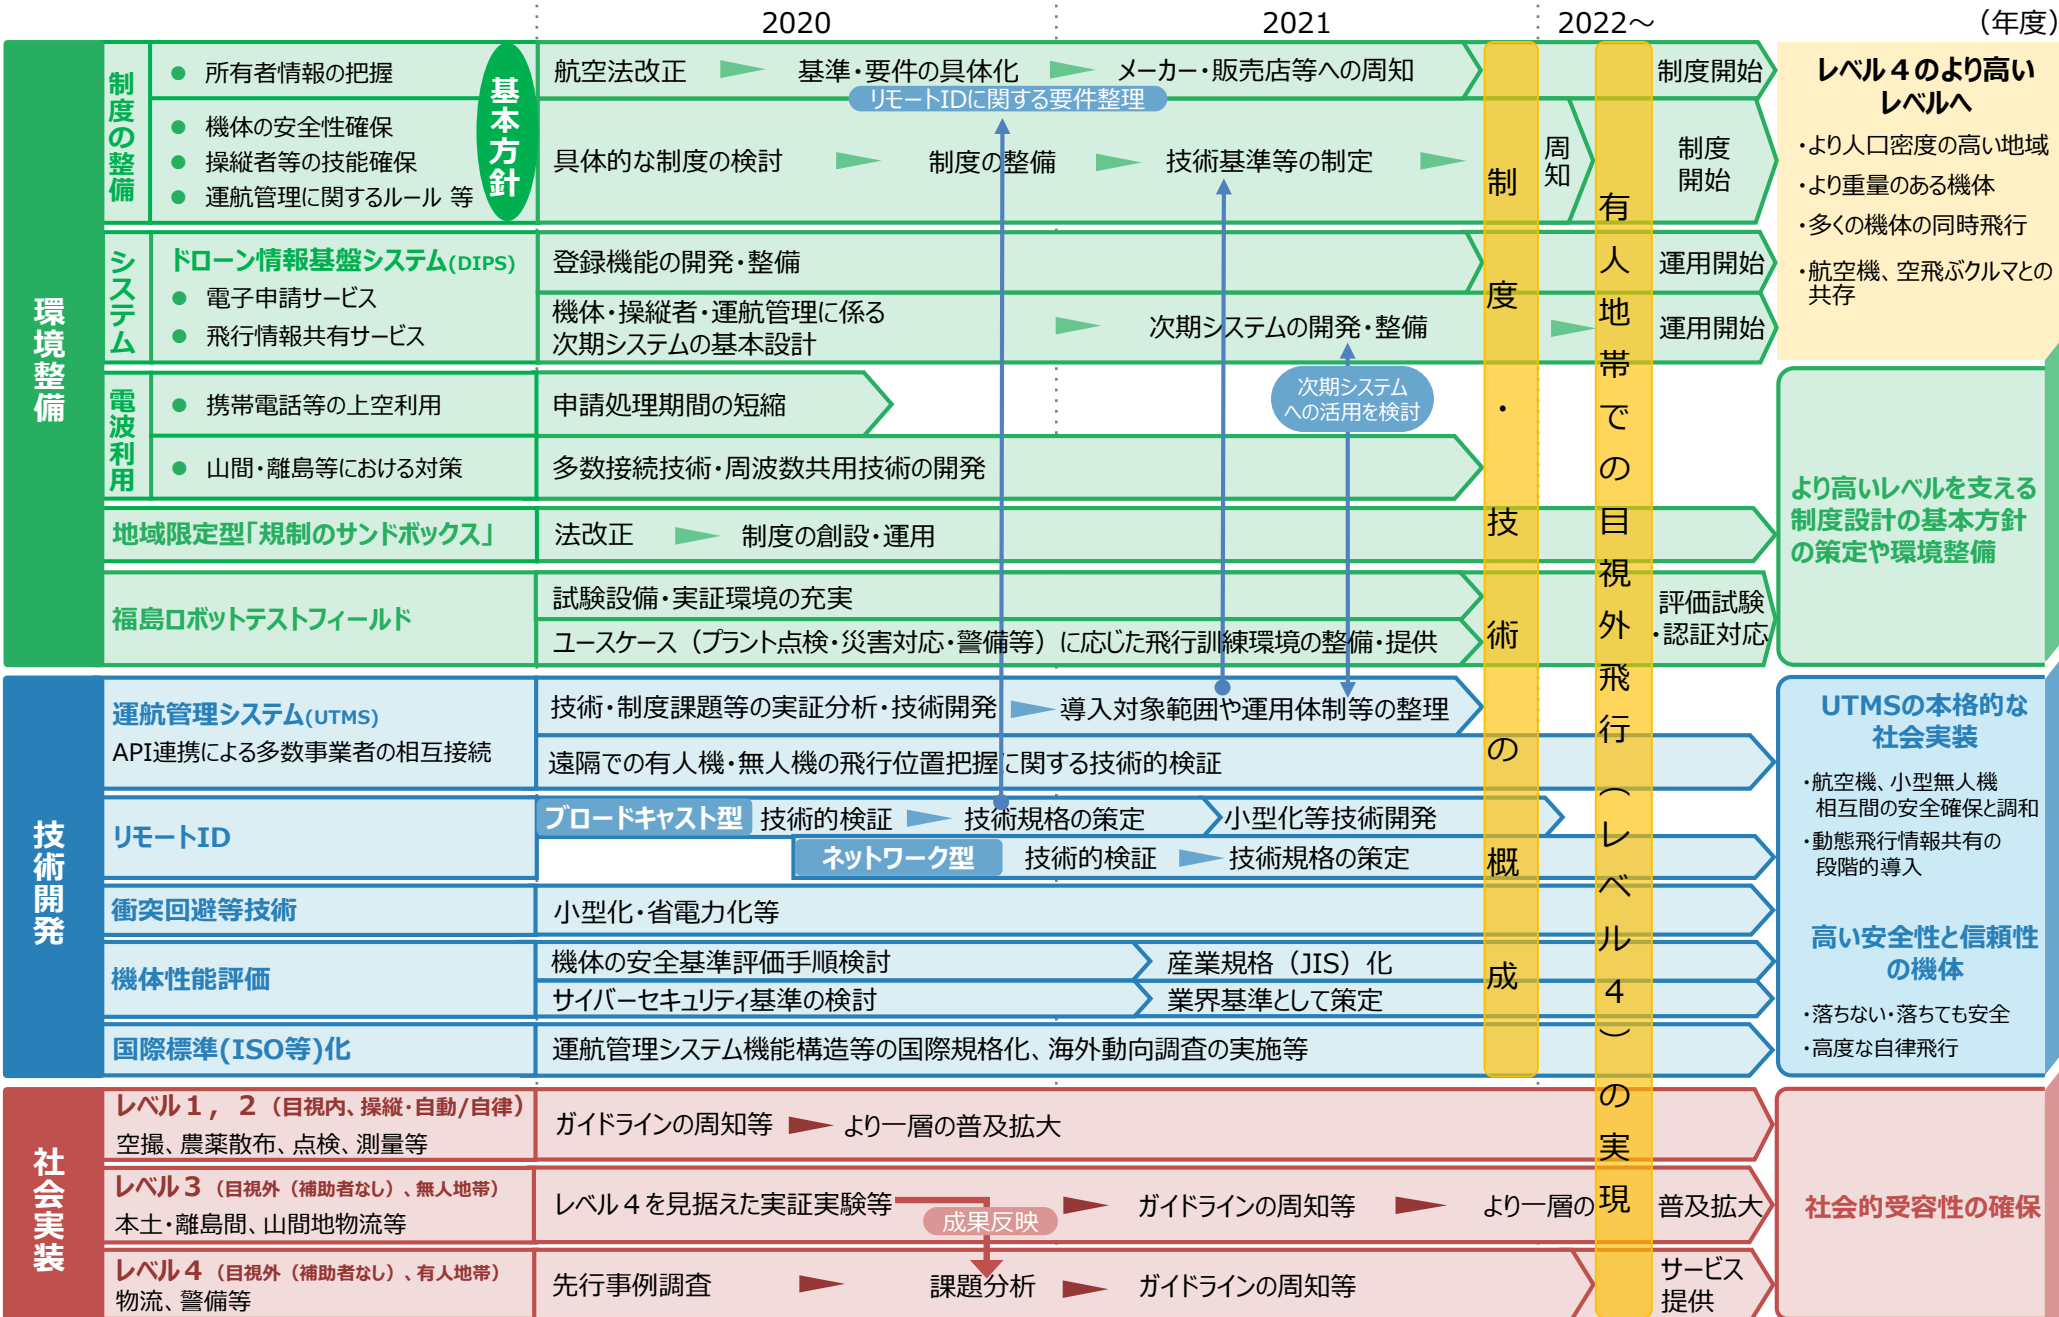 2020
2021
2022～
（年度）
環境整備
制度の整備
● 所有者情報の把握
● 機体の安全性確保
● 操縦者等の技能確保
● 運航管理に関するルール 等
基本方針
航空法改正
基準・要件の具体化
メーカー・販売店等への周知
制度開始
リモートIDに関する要件整理
具体的な制度の検討
制度の整備
技術基準等の制定
周知
制度
開始
システム
ドローン情報基盤システム(DIPS)
● 電子申請サービス
● 飛行情報共有サービス
登録機能の開発・整備
運用開始
機体・操縦者・運航管理に係る
次期システムの基本設計
次期システムの開発・整備
運用開始
次期システム
への活用を検討
電波利用
● 携帯電話等の上空利用
申請処理期間の短縮
● 山間・離島等における対策
多数接続技術・周波数共用技術の開発
地域限定型「規制のサンドボックス」
法改正
制度の創設・運用
福島ロボットテストフィールド
試験設備・実証環境の充実
ユースケース（プラント点検・災害対応・警備等）に応じた飛行訓練環境の整備・提供
評価試験
・認証対応
制度・技術の概成
有人地帯での目視外飛行（レベル４）の実現
レベル４のより高い
レベルへ
・より人口密度の高い地域
・より重量のある機体
・多くの機体の同時飛行
・航空機、空飛ぶクルマとの
共存
より高いレベルを支える
制度設計の基本方針
の策定や環境整備
技術開発
運航管理システム(UTMS)
API連携による多数事業者の相互接続
技術・制度課題等の実証分析・技術開発
導入対象範囲や運用体制等の整理
遠隔での有人機・無人機の飛行位置把握に関する技術的検証
リモートID
ブロードキャスト型
技術的検証
技術規格の策定
小型化等技術開発
ネットワーク型
技術的検証
技術規格の策定
衝突回避等技術
小型化・省電力化等
機体性能評価
機体の安全基準評価手順検討
産業規格（JIS）化
サイバーセキュリティ基準の検討
業界基準として策定
国際標準(ISO等)化
運航管理システム機能構造等の国際規格化、海外動向調査の実施等
UTMSの本格的な
社会実装
・航空機、小型無人機
相互間の安全確保と調和
・動態飛行情報共有の
段階的導入
高い安全性と信頼性
の機体
・落ちない・落ちても安全
・高度な自律飛行
社会実装
レベル１，２（目視内、操縦・自動/自律）
空撮、農薬散布、点検、測量等
ガイドラインの周知等
より一層の普及拡大
レベル３（目視外（補助者なし）、無人地帯）
本土・離島間、山間地物流等
レベル４を見据えた実証実験等
成果反映
ガイドラインの周知等
より一層の
普及拡大
レベル４（目視外（補助者なし）、有人地帯）
物流、警備等
先行事例調査
課題分析
ガイドラインの周知等
サービス
提供
社会的受容性の確保